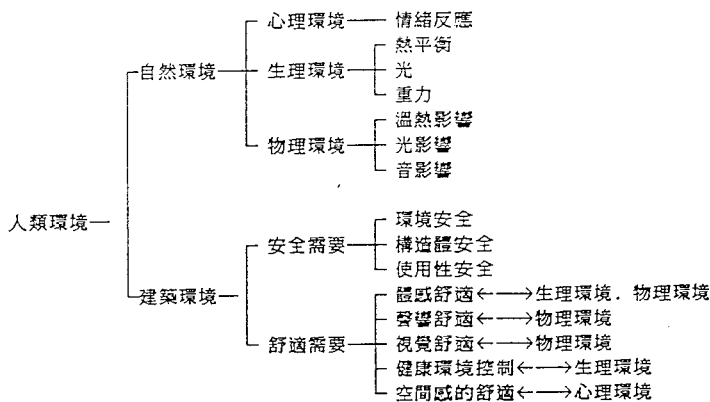 心理環境 情緒反應
熱平衡
自然環境 生理環境 光
重力
溫熱影響
物理環境 光影響
音影響
人類環境
環境安全
安全需要 構造體安全
使用性安全
建築環境
體感舒適←→生理環境．物理環境
聲響舒適←→物理環境
舒適需要 視覺舒適←→物理環境
健康環境控制←→生理環境
空間感的舒適←→心理環境